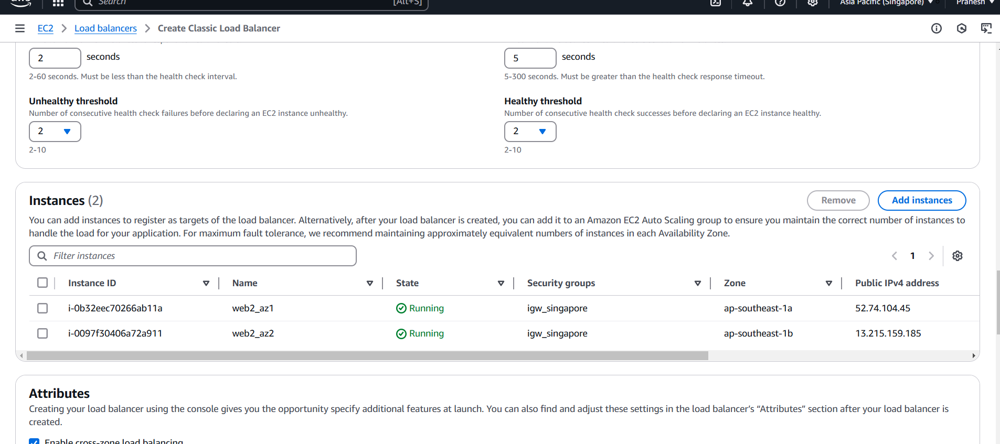 aws
Search
[Alt+S]
Asia Pacific (Singapore)
Pranesh
EC2
Load balancers
Create Classic Load Balancer
2
seconds
2-60 seconds. Must be less than the health check interval.
5
seconds
5-300 seconds. Must be greater than the health check response timeout.
Unhealthy threshold
Number of consecutive health check failures before declaring an EC2 instance unhealthy.
2
2-10
Healthy threshold
Number of consecutive health check successes before declaring an EC2 instance healthy.
2
2-10
Instances (2)
Remove
Add instances
You can add instances to register as targets of the load balancer. Alternatively, after your load balancer is created, you can add it to an Amazon EC2 Auto Scaling group to ensure you maintain the correct number of instances to
handle the load for your application. For maximum fault tolerance, we recommend maintaining approximately equivalent numbers of instances in each Availability Zone.
Filter instances
1
Instance ID Name State Security groups Zone Public IPv4 address
i-0b32eec70266ab11a web2_az1 Running igw_singapore ap-southeast-1a 52.74.104.45
i-0097f30406a72a911 web2_az2 Running igw_singapore ap-southeast-1b 13.215.159.185
Attributes
Creating your load balancer using the console gives you the opportunity specify additional features at launch. You can also find and adjust these settings in the load balancer's “Attributes” section after your load balancer is
created.
Enable cross-zone load balancing